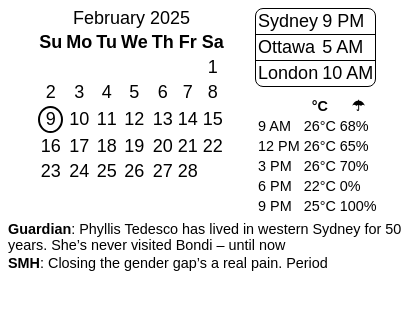 February 2025
Su Mo Tu We Th Fr Sa
1
2 3 4 5 6 7 8
9 10 11 12 13 14 15
16 17 18 19 20 21 22
23 24 25 26 27 28
Sydney 9 PM
Ottawa 5 AM
London 10 AM
°C ☂
9 AM 26°C 68%
12 PM 26°C 65%
3 PM 26°C 70%
6 PM 22°C 0%
9 PM 25°C 100%
Guardian: Phyllis Tedesco has lived in western Sydney for 50
years. She’s never visited Bondi – until now
SMH: Closing the gender gap’s a real pain. Period